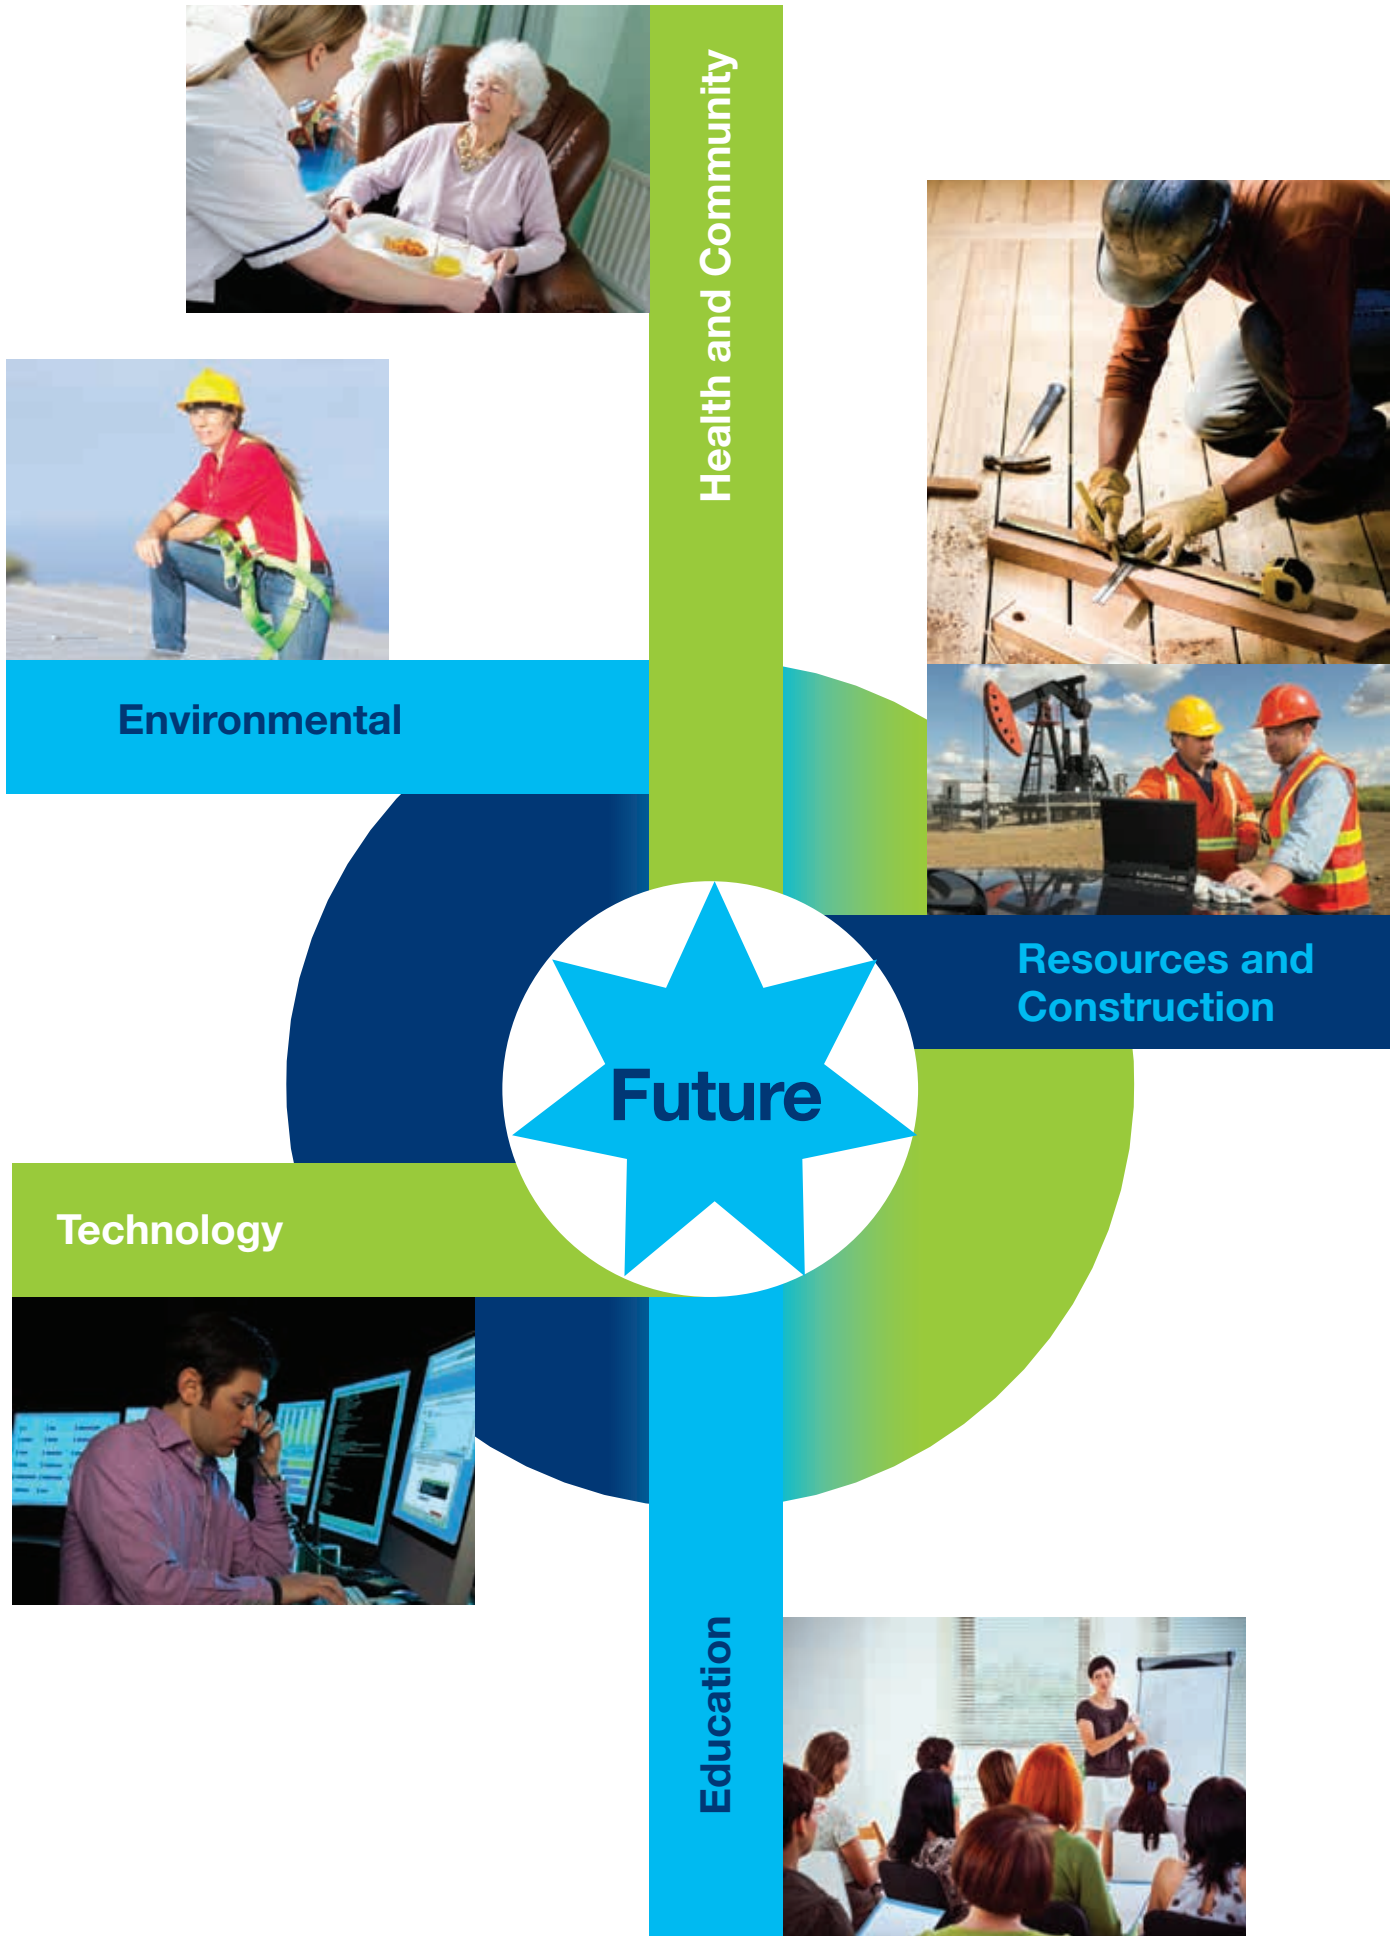 Health and Community
Environmental
Resources and
Construction
Future
Technology
Education